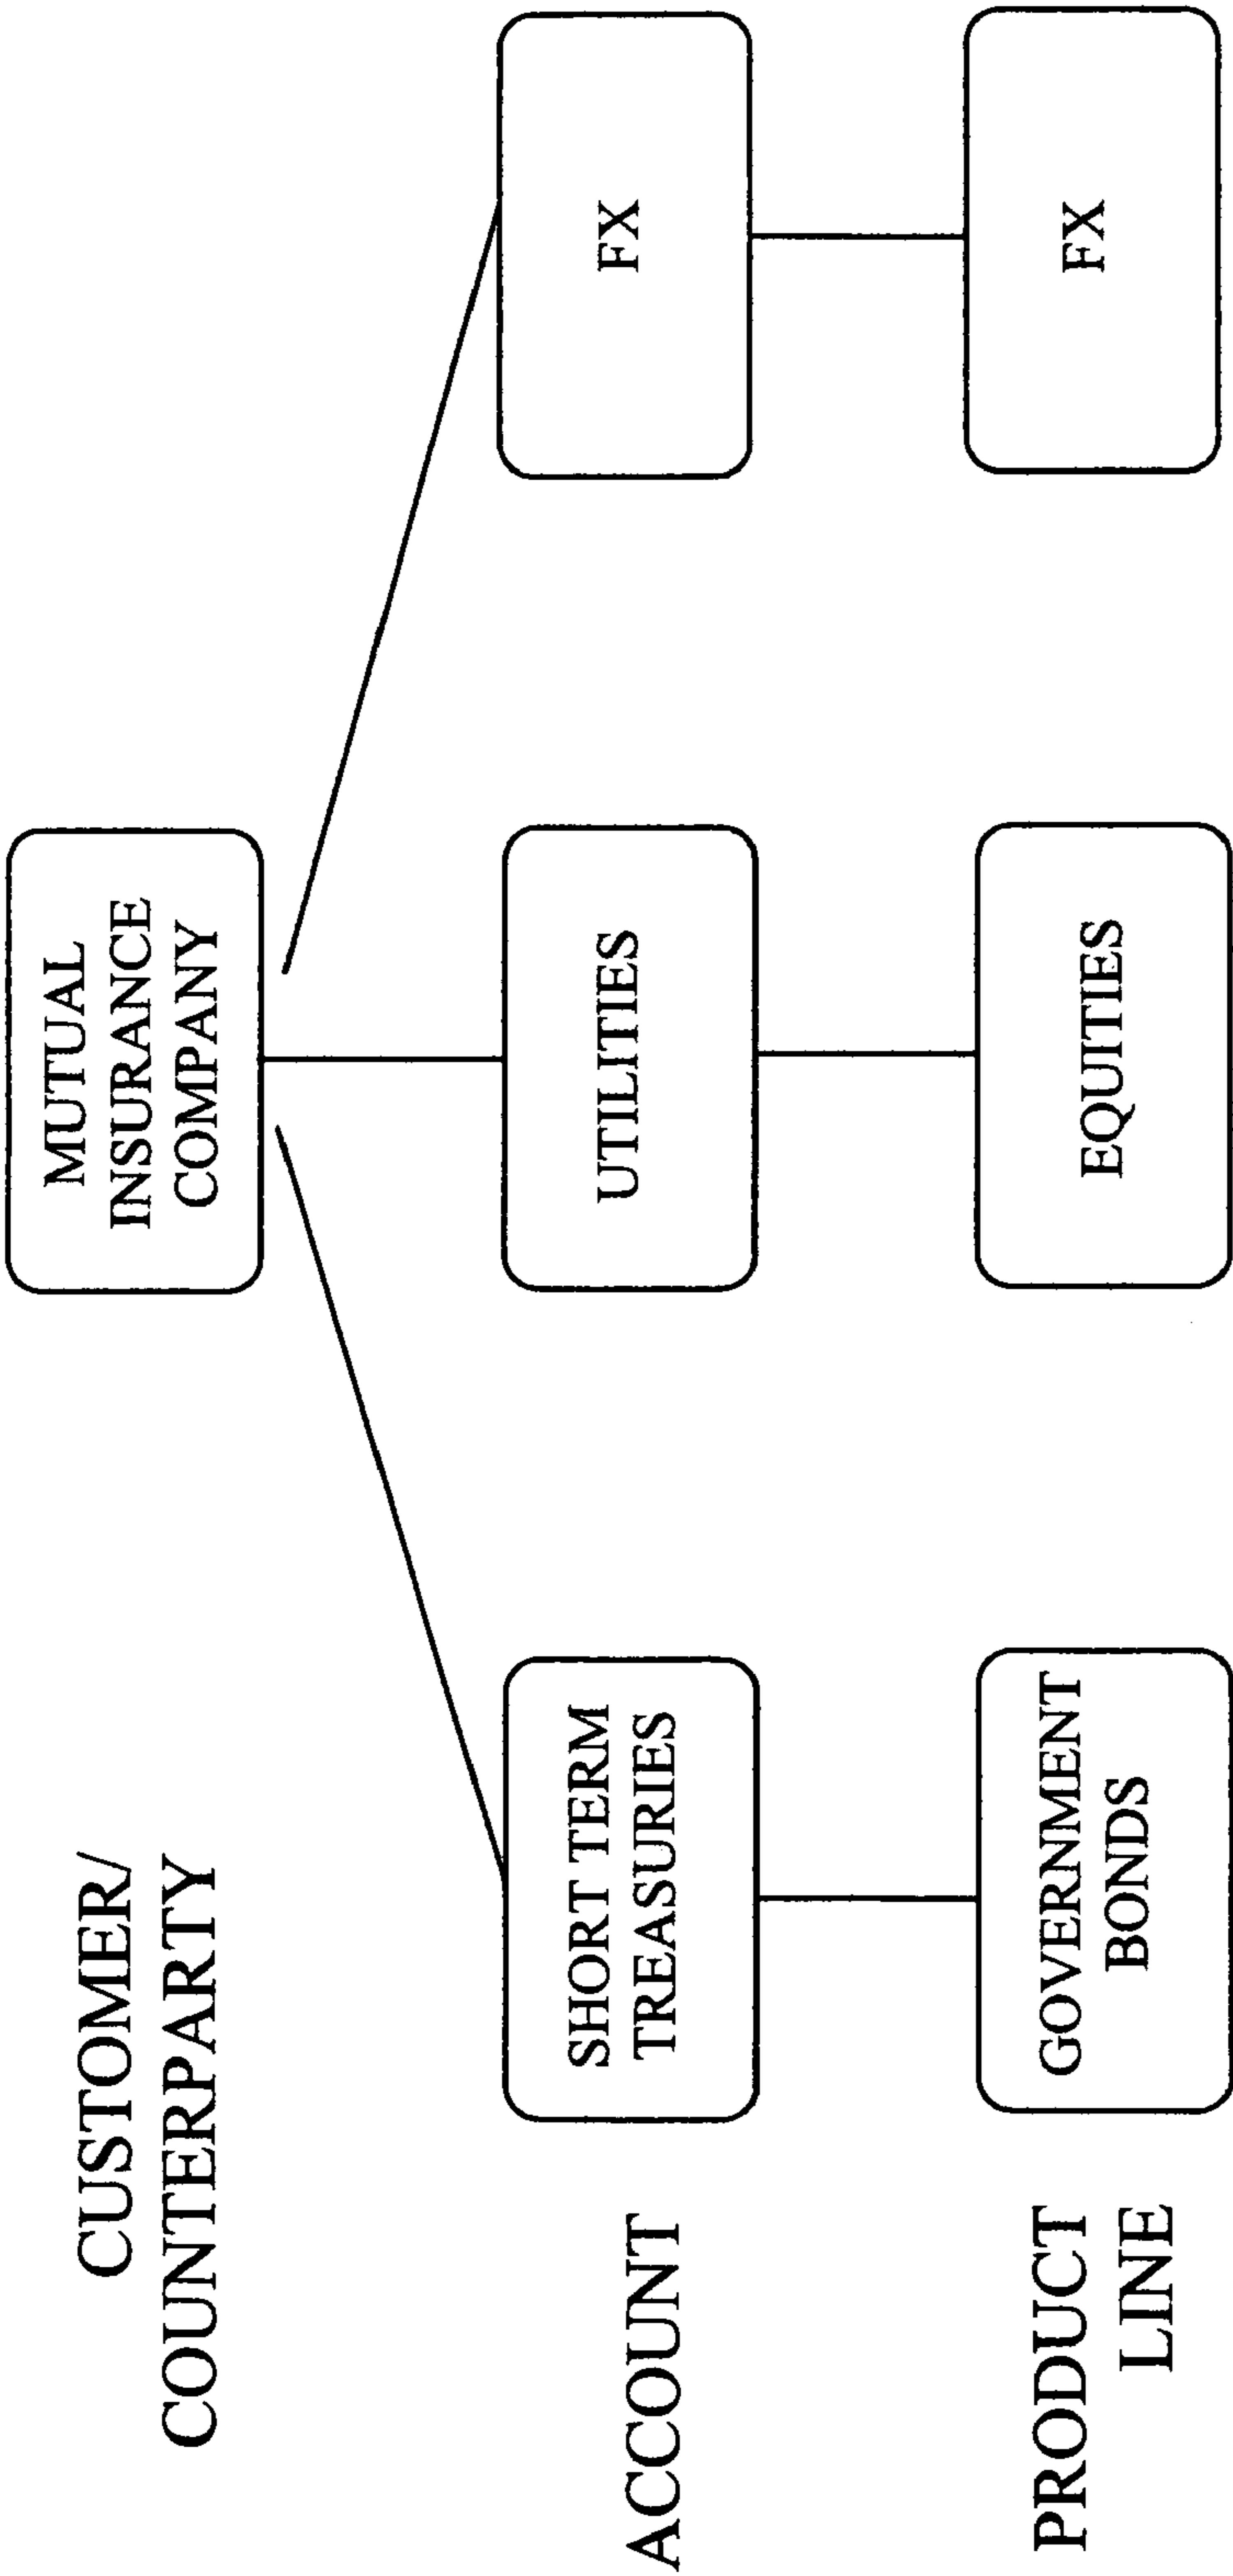 CUSTOMER/
COUNTERPARTY
MUTUAL
INSURANCE
COMPANY
ACCOUNT
SHORT TERM
TREASURIES
UTILITIES
FX
PRODUCT
LINE
GOVERNMENT
BONDS
EQUITIES
FX